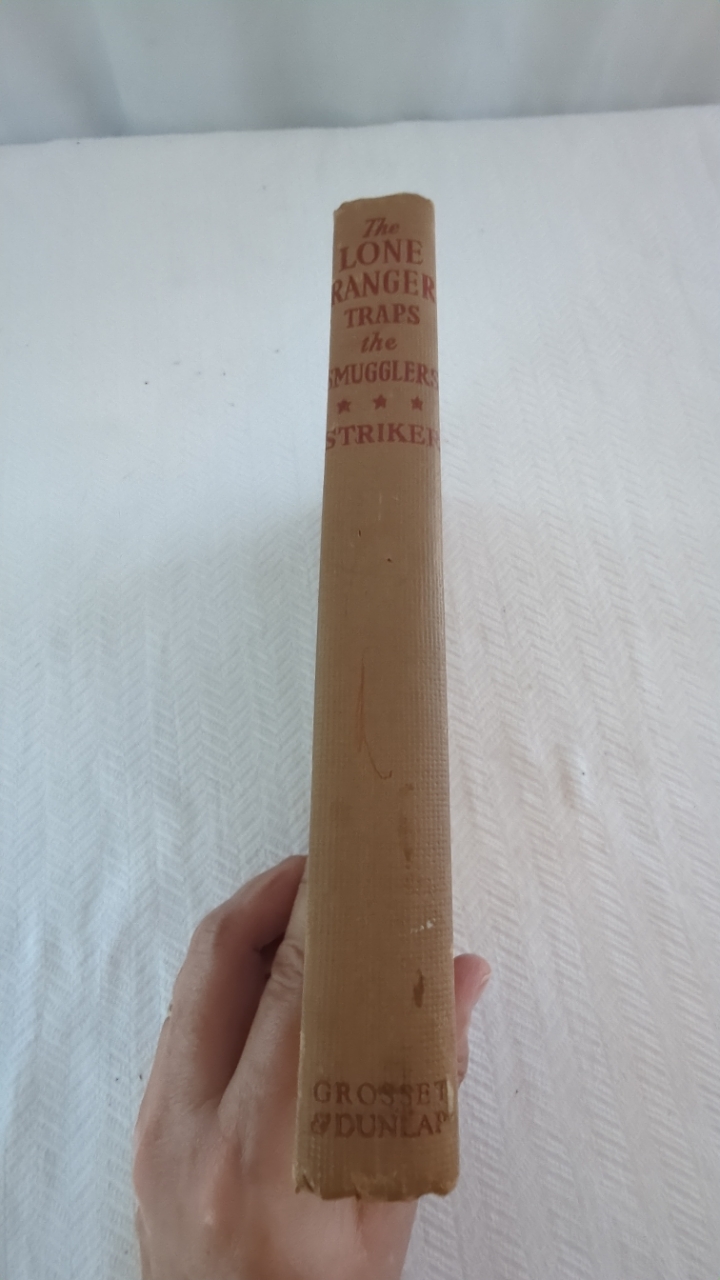 The
LONE
RANGER
TRAPS
the
SMUGGLERS
STRIKER
GROSSET
& DUNLAP